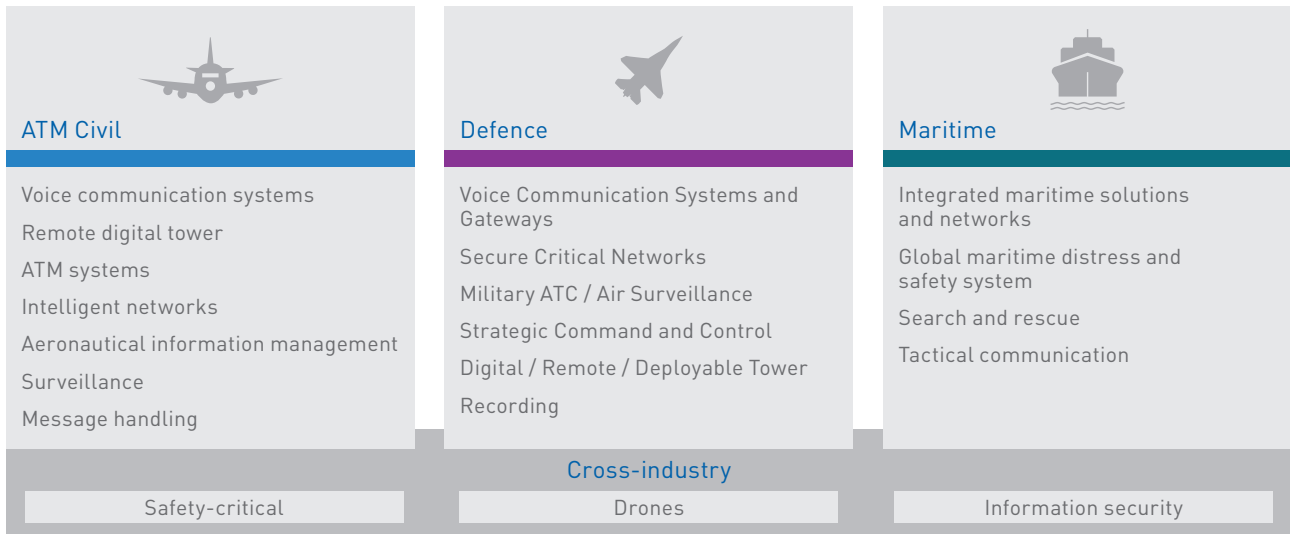 ATM Civil
Voice communication systems
Remote digital tower
ATM systems
Intelligent networks
Aeronautical information management
Surveillance
Message handling
Defence
Voice Communication Systems and
Gateways
Secure Critical Networks
Military ATC / Air Surveillance
Strategic Command and Control
Digital / Remote / Deployable Tower
Recording
Maritime
Integrated maritime solutions
and networks
Global maritime distress and
safety system
Search and rescue
Tactical communication
Cross-industry
Safety-critical
Drones
Information security